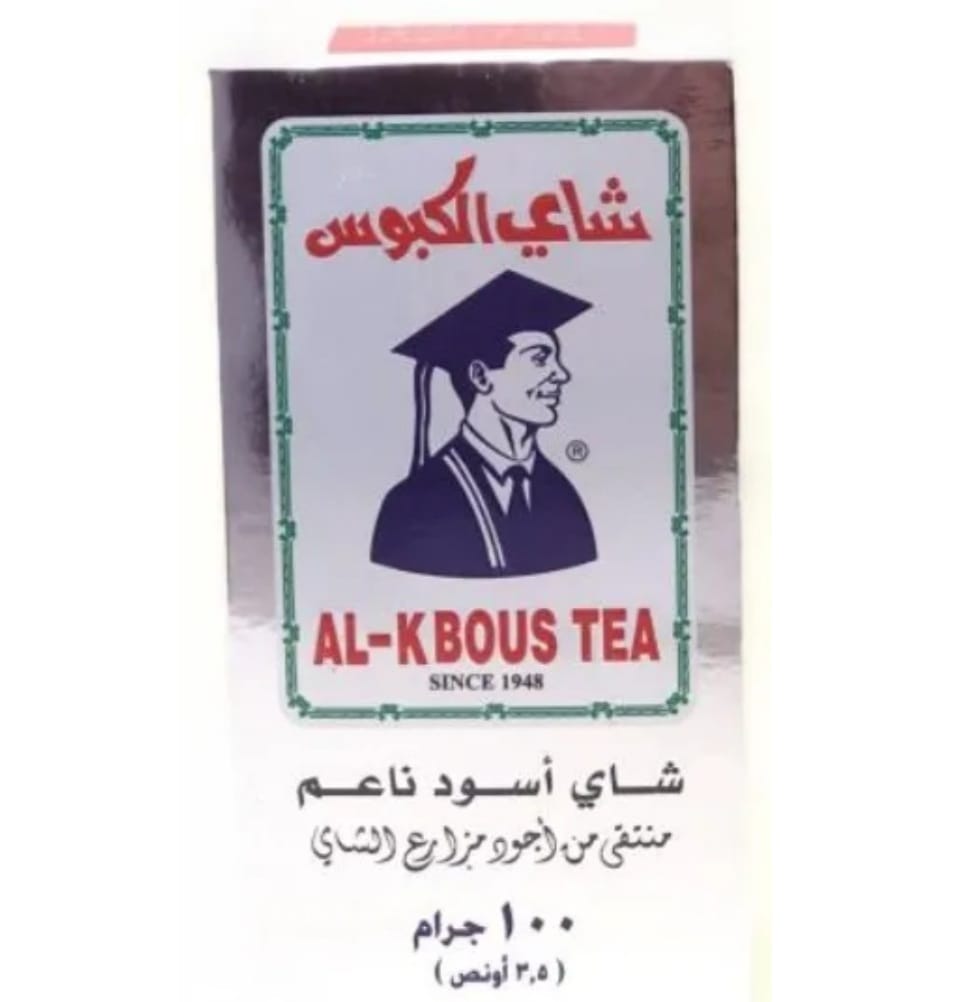 شاي الكبوس
®
AL-KBOUS TEA
SINCE 1948
شاي أسود ناعم
منتقى من أجود مزارع الشاي
١٠٠ جرام
(٣,٥ أونص)